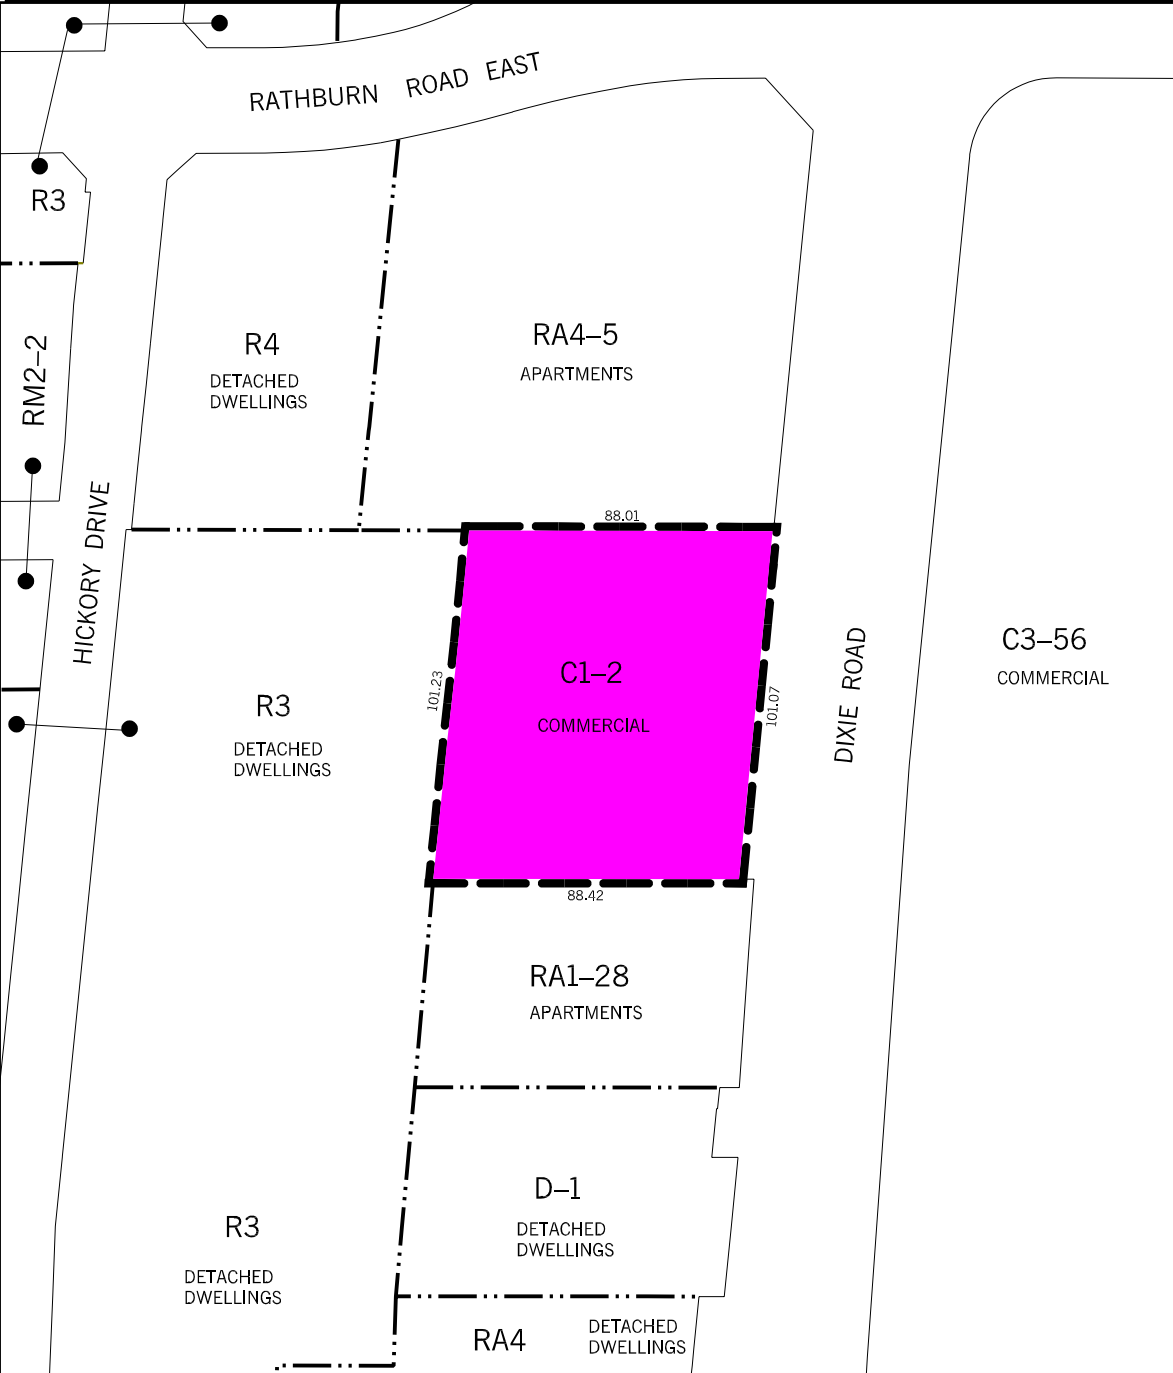 RATHBURN ROAD EAST
R3
RM2–2
HICKORY DRIVE
R4
DETACHED
DWELLINGS
RA4–5
APARTMENTS
88.01
101.23
C1–2
COMMERCIAL
101.07
88.42
DIXIE ROAD
C3–56
COMMERCIAL
R3
DETACHED
DWELLINGS
RA1–28
APARTMENTS
D–1
DETACHED
DWELLINGS
R3
DETACHED
DWELLINGS
RA4
DETACHED
DWELLINGS